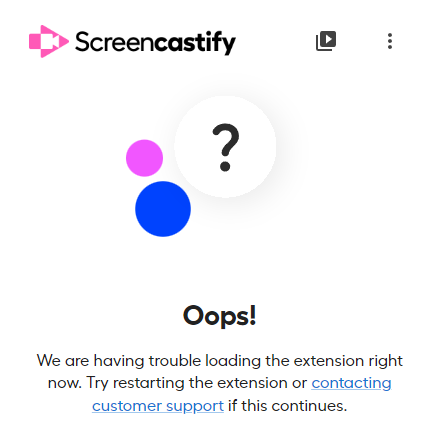 Screencastify
?
Oops!
We are having trouble loading the extension right
now. Try restarting the extension or contacting
customer support if this continues.